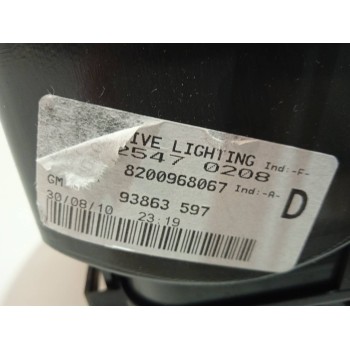 IVE LIGHTING
2547 0208 Ind:-F-
8200968067 Ind:-A-
GM 93863 597 D
30/08/10 23:19